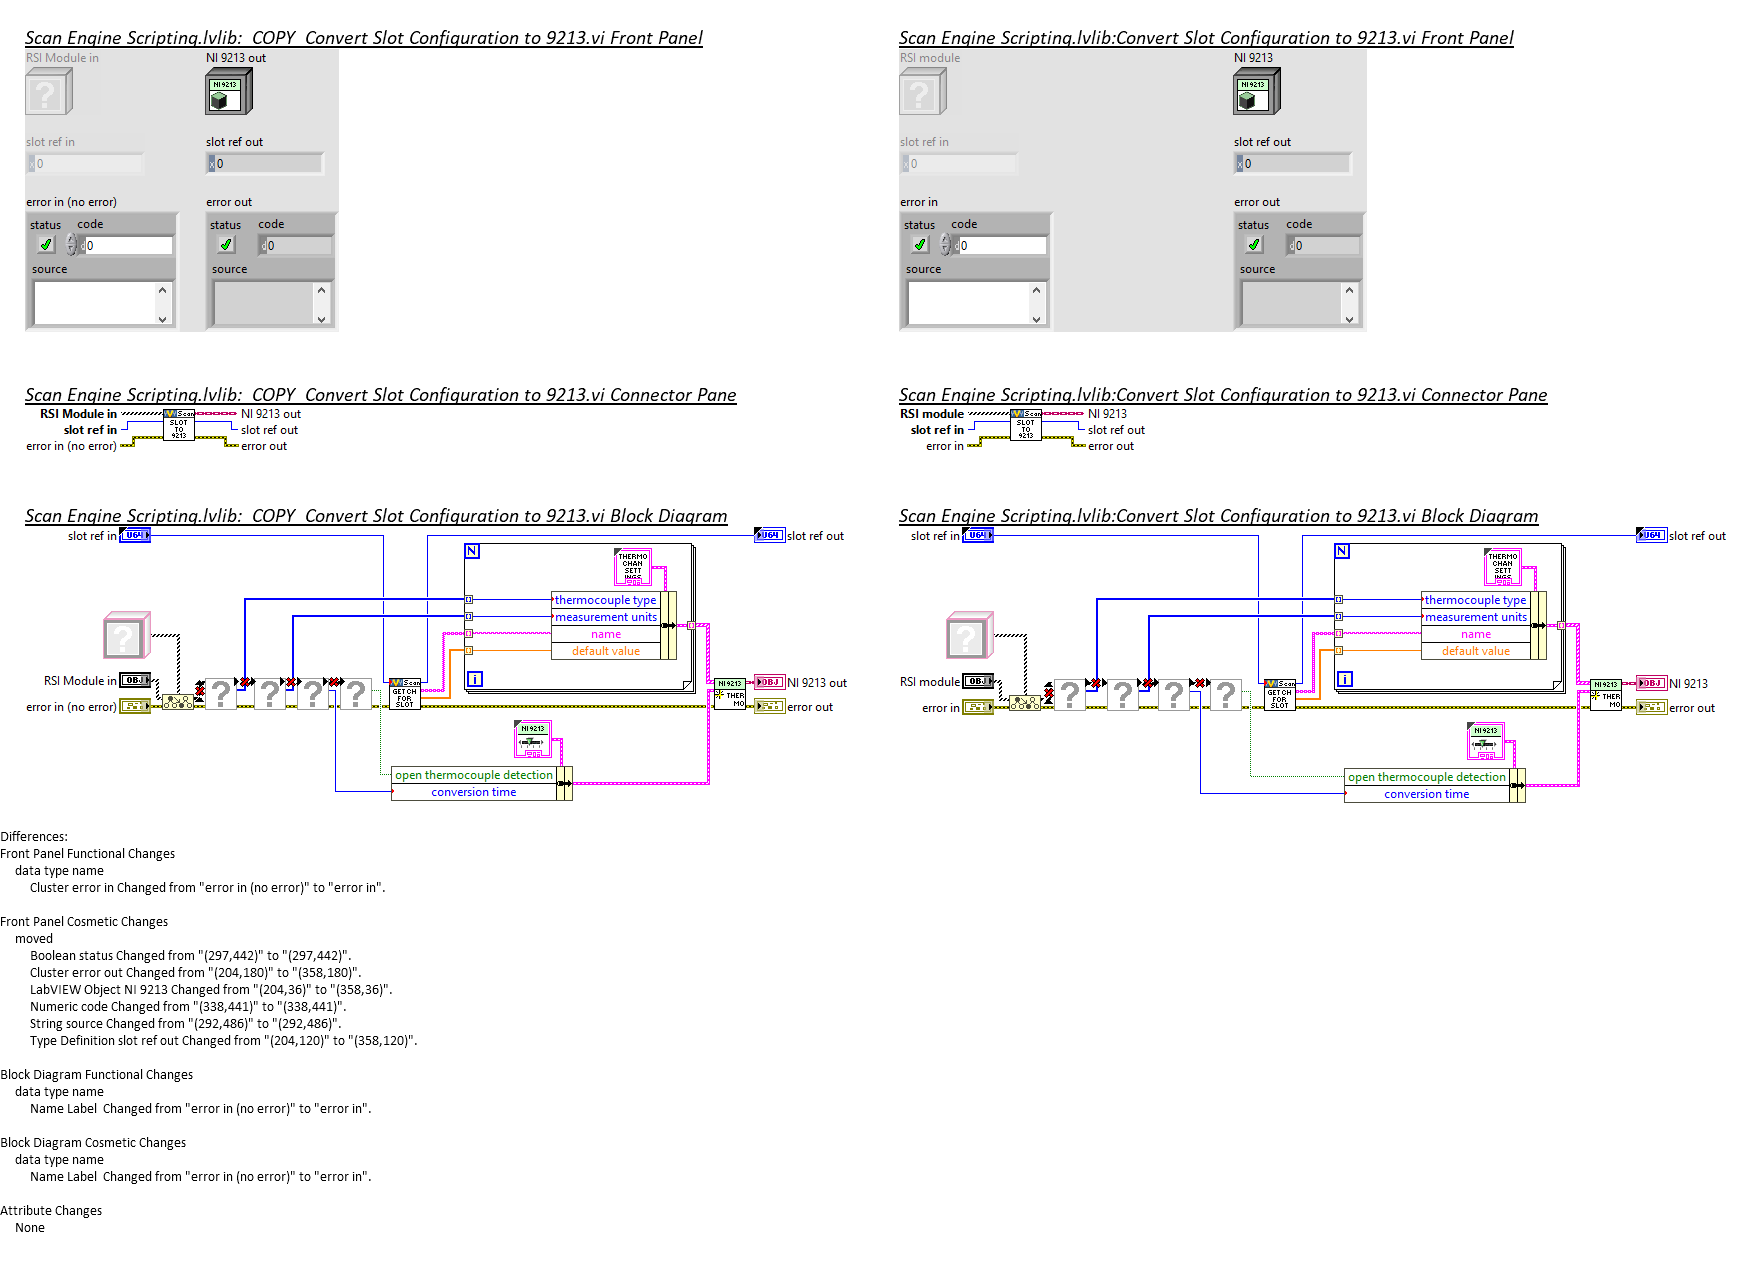 Scan Engine Scripting.lvlib:  COPY  Convert Slot Configuration to 9213.vi Front Panel
RSI Module in
NI 9213 out
NI 9213
slot ref in
slot ref out
x 0
x 0
error in (no error)
error out
status
code
status
code
d 0
d 0
source
source
Scan Engine Scripting.lvlib:Convert Slot Configuration to 9213.vi Front Panel
RSI module
NI 9213
NI 9213
slot ref in
slot ref out
x 0
x 0
error in
error out
status
code
status
code
d 0
d 0
source
source
Scan Engine Scripting.lvlib:  COPY  Convert Slot Configuration to 9213.vi Connector Pane
RSI Module in
Scan
SLOT
TO
9213
NI 9213 out
slot ref in
slot ref out
error in (no error)
error out
Scan Engine Scripting.lvlib:Convert Slot Configuration to 9213.vi Connector Pane
RSI module
Scan
SLOT
TO
9213
NI 9213
slot ref in
slot ref out
error in
error out
Scan Engine Scripting.lvlib:  COPY  Convert Slot Configuration to 9213.vi Block Diagram
slot ref in
U64
U64
slot ref out
N
THERMO
CHAN
SETT
INGS
thermocouple type
measurement units
name
default value
i
RSI Module in
OBJ
Scan
GET CH
FOR
SLOT
NI 9213
THER
MO
OBJ
NI 9213 out
error in (no error)
error out
NI 9213
open thermocouple detection
conversion time
Scan Engine Scripting.lvlib:Convert Slot Configuration to 9213.vi Block Diagram
slot ref in
U64
U64
slot ref out
N
THERMO
CHAN
SETT
INGS
thermocouple type
measurement units
name
default value
i
RSI module
OBJ
Scan
GET CH
FOR
SLOT
NI 9213
THER
MO
OBJ
NI 9213
error in
error out
NI 9213
open thermocouple detection
conversion time
Differences:
Front Panel Functional Changes
data type name
Cluster error in Changed from "error in (no error)" to "error in".
Front Panel Cosmetic Changes
moved
Boolean status Changed from "(297,442)" to "(297,442)".
Cluster error out Changed from "(204,180)" to "(358,180)".
LabVIEW Object NI 9213 Changed from "(204,36)" to "(358,36)".
Numeric code Changed from "(338,441)" to "(338,441)".
String source Changed from "(292,486)" to "(292,486)".
Type Definition slot ref out Changed from "(204,120)" to "(358,120)".
Block Diagram Functional Changes
data type name
Name Label  Changed from "error in (no error)" to "error in".
Block Diagram Cosmetic Changes
data type name
Name Label  Changed from "error in (no error)" to "error in".
Attribute Changes
None